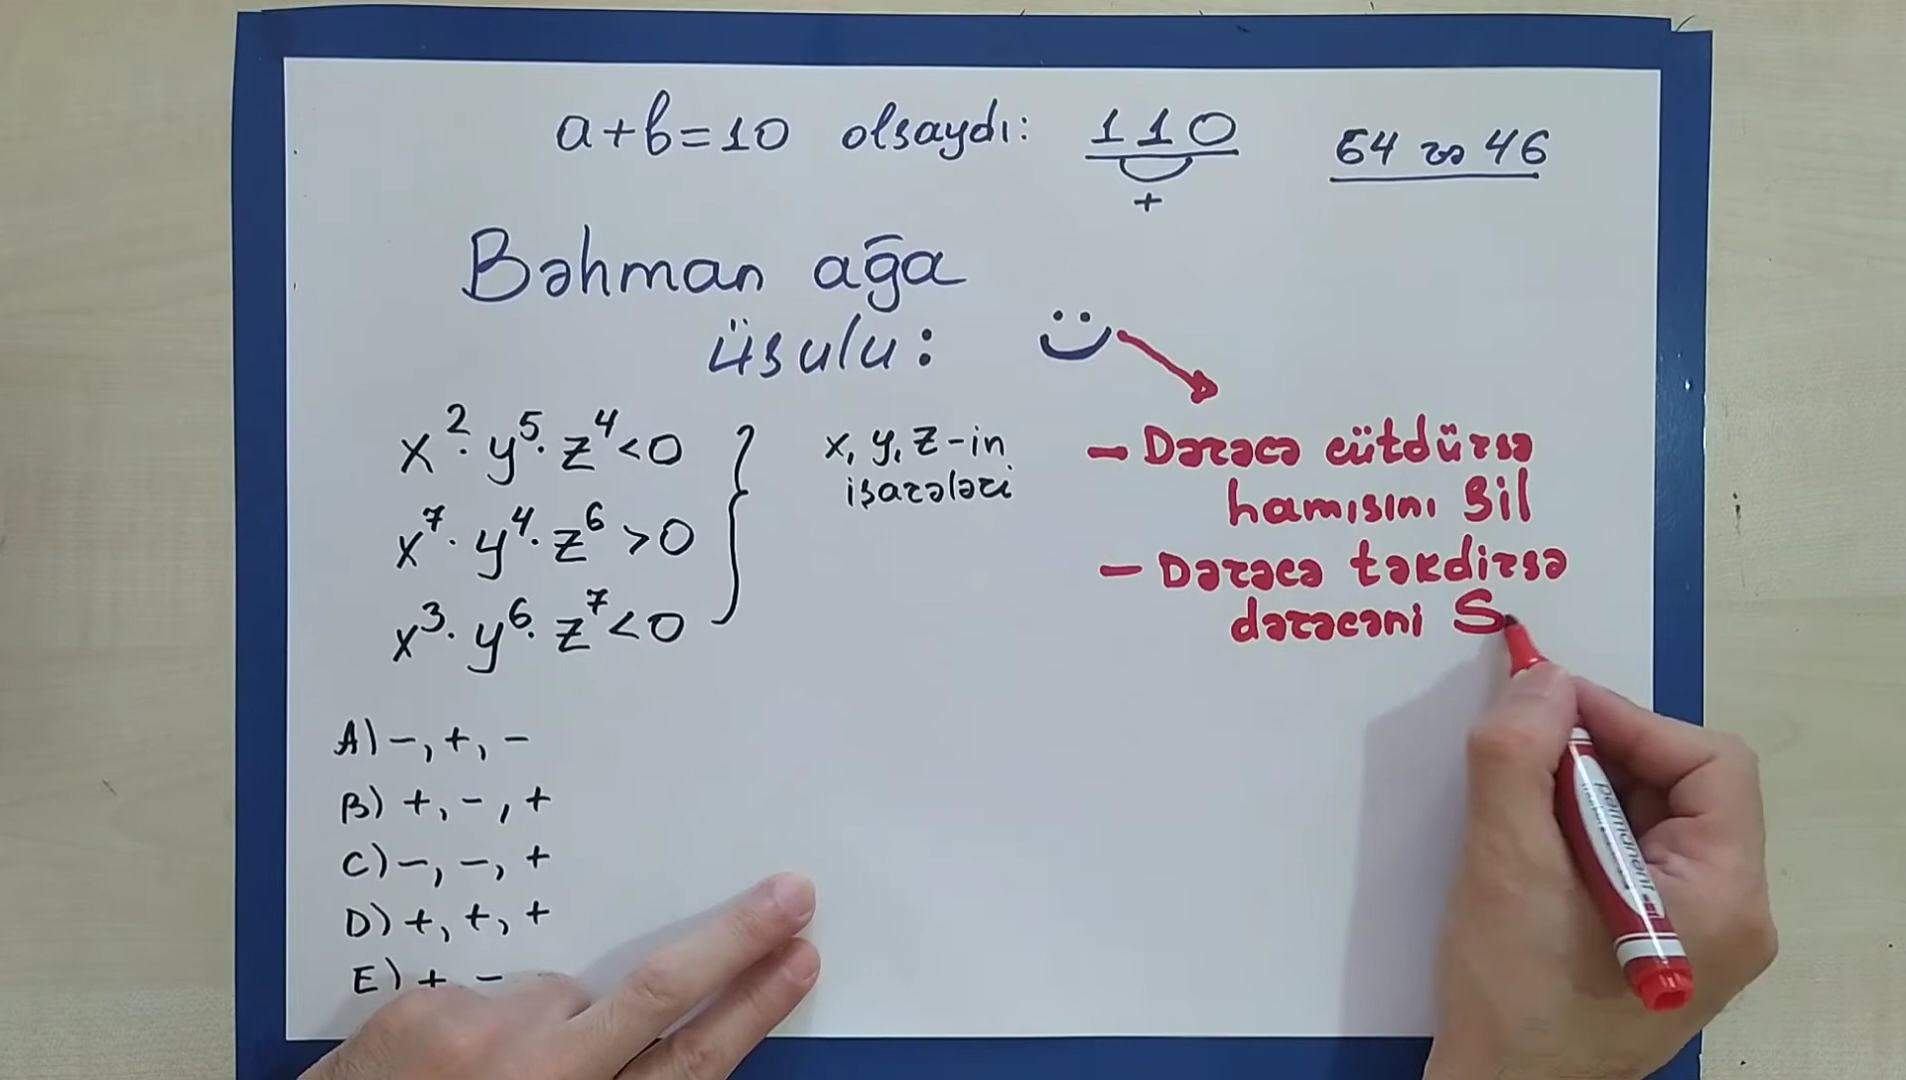 a+b=10 olsaydı: 110 64 və 46
+
Bəhman ağa
üsulu:
x²·y⁵·z⁴<0
x⁷·y⁴·z⁶>0
x³·y⁶·z⁷<0
x, y, z-in
işarələri
– Dərəcə cütdürsə
hamısını Sil
– Dərəcə təkdirsə
dərəcəni S
A) –, +, –
B) +, –, +
C) –, –, +
D) +, +, +
E) + –
permanent